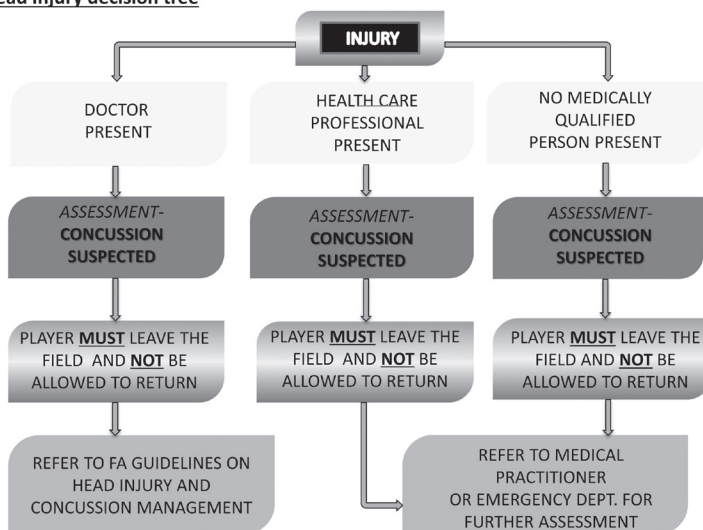 head injury decision tree
INJURY
DOCTOR
PRESENT
HEALTH CARE
PROFESSIONAL
PRESENT
NO MEDICALLY
QUALIFIED
PERSON PRESENT
ASSESSMENT-
CONCUSSION
SUSPECTED
ASSESSMENT-
CONCUSSION
SUSPECTED
ASSESSMENT-
CONCUSSION
SUSPECTED
PLAYER MUST LEAVE THE
FIELD AND NOT BE
ALLOWED TO RETURN
PLAYER MUST LEAVE THE
FIELD AND NOT BE
ALLOWED TO RETURN
PLAYER MUST LEAVE THE
FIELD AND NOT BE
ALLOWED TO RETURN
REFER TO FA GUIDELINES ON
HEAD INJURY AND
CONCUSSION MANAGEMENT
REFER TO MEDICAL
PRACTITIONER
OR EMERGENCY DEPT. FOR
FURTHER ASSESSMENT